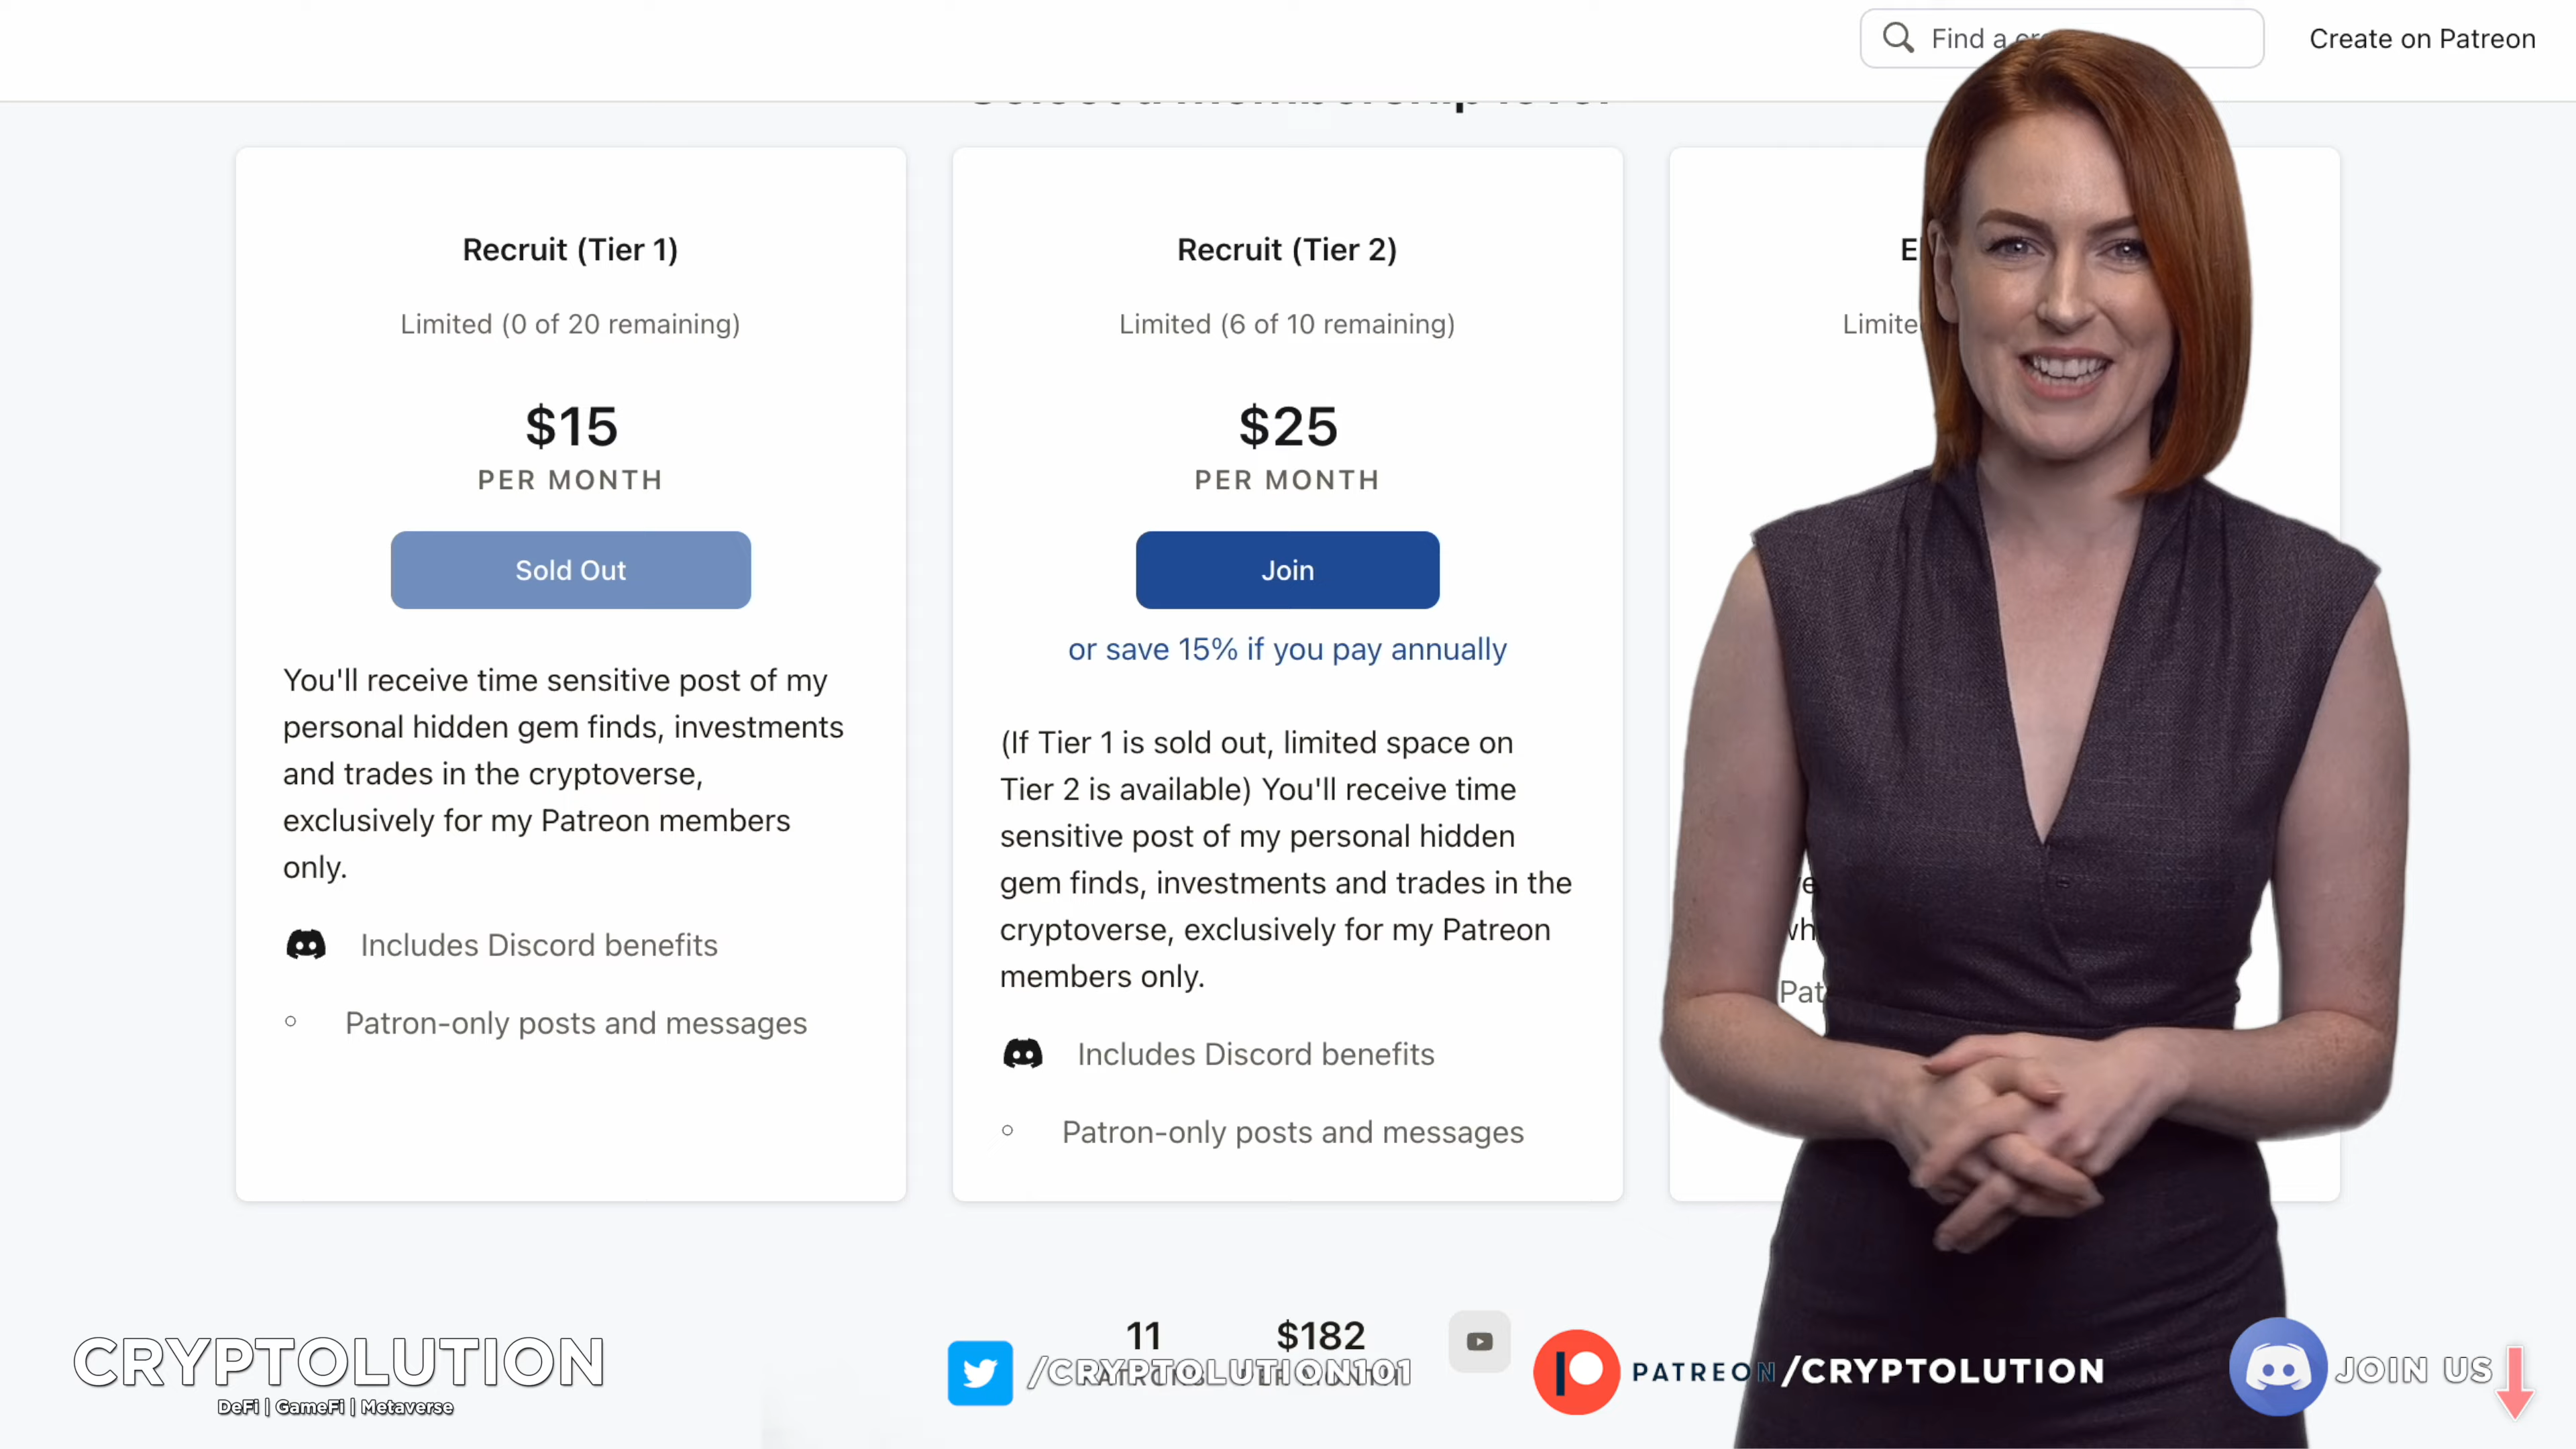 Find a
Create on Patreon
Recruit (Tier 1)
Limited (0 of 20 remaining)
$15
PER MONTH
Sold Out
You'll receive time sensitive post of my
personal hidden gem finds, investments
and trades in the cryptoverse,
exclusively for my Patreon members
only.
Includes Discord benefits
Patron-only posts and messages
Recruit (Tier 2)
Limited (6 of 10 remaining)
$25
PER MONTH
Join
or save 15% if you pay annually
(If Tier 1 is sold out, limited space on
Tier 2 is available) You'll receive time
sensitive post of my personal hidden
gem finds, investments and trades in the
cryptoverse, exclusively for my Patreon
members only.
Includes Discord benefits
Patron-only posts and messages
11
$182
CRYPTOLUTION
DeFi | GameFi | Metaverse
/CRYPTOLUTION101
PATREON/CRYPTOLUTION
JOIN US